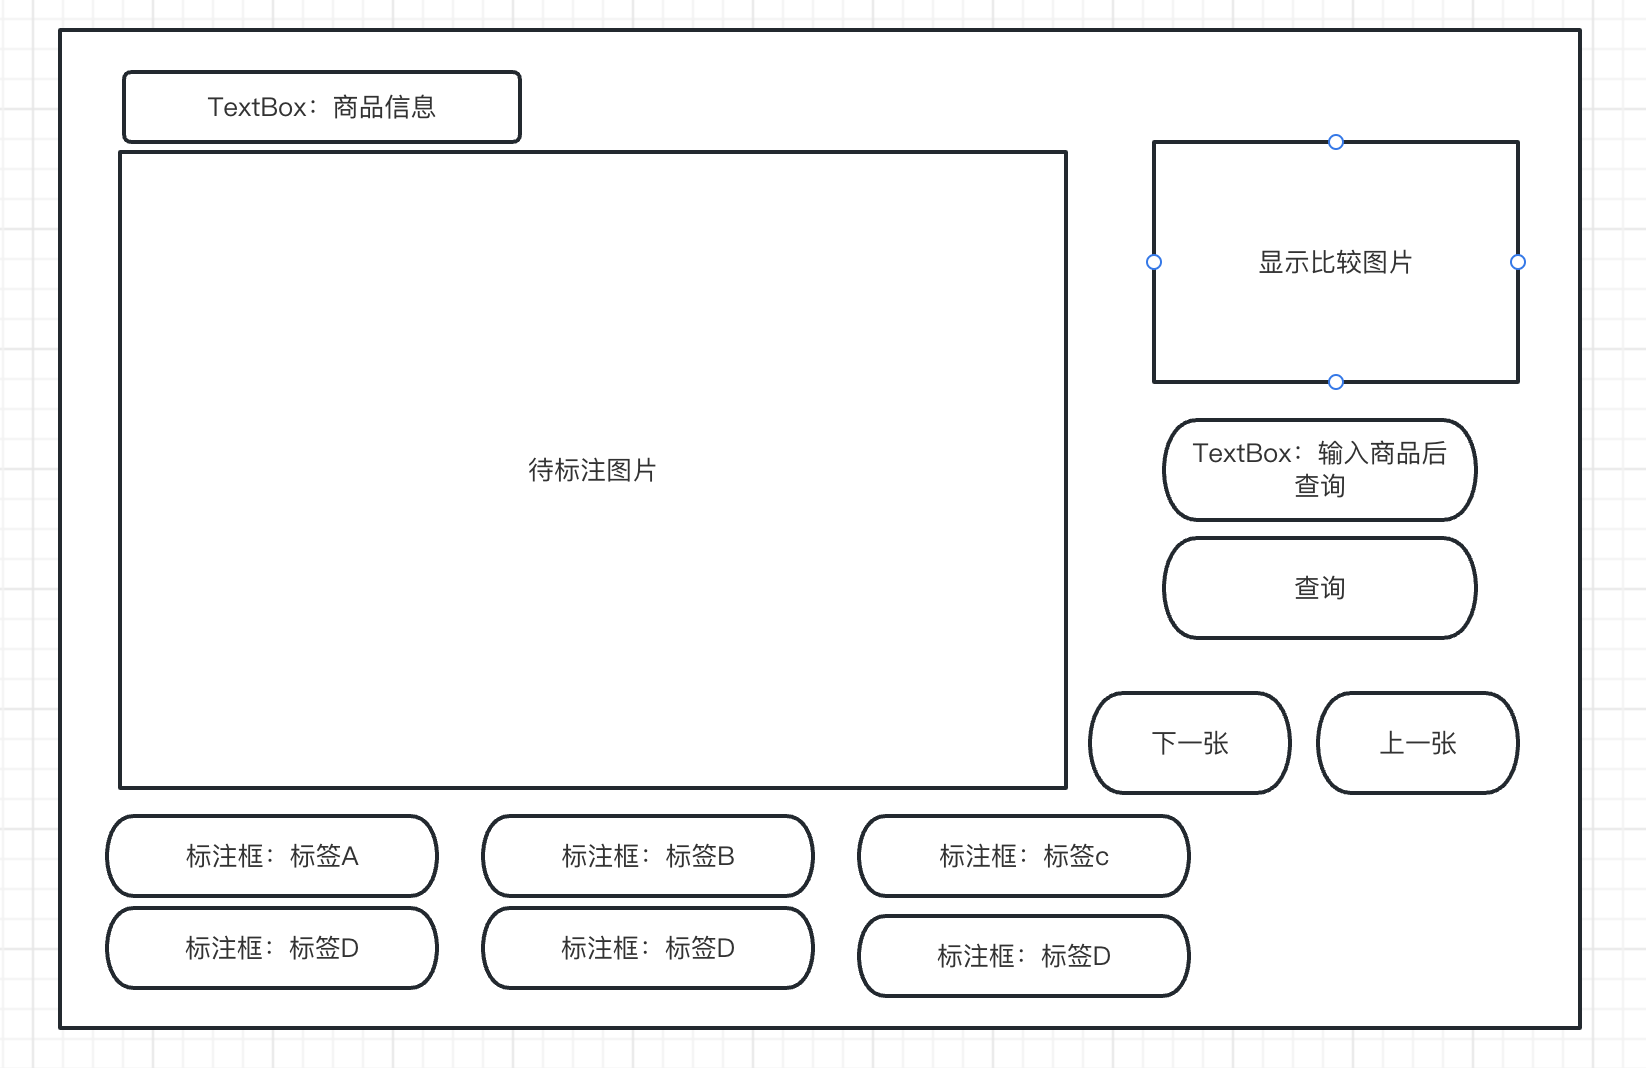 TextBox：商品信息
显示比较图片
待标注图片
TextBox：输入商品后
查询
查询
下一张
上一张
标注框：标签A
标注框：标签B
标注框：标签c
标注框：标签D
标注框：标签D
标注框：标签D